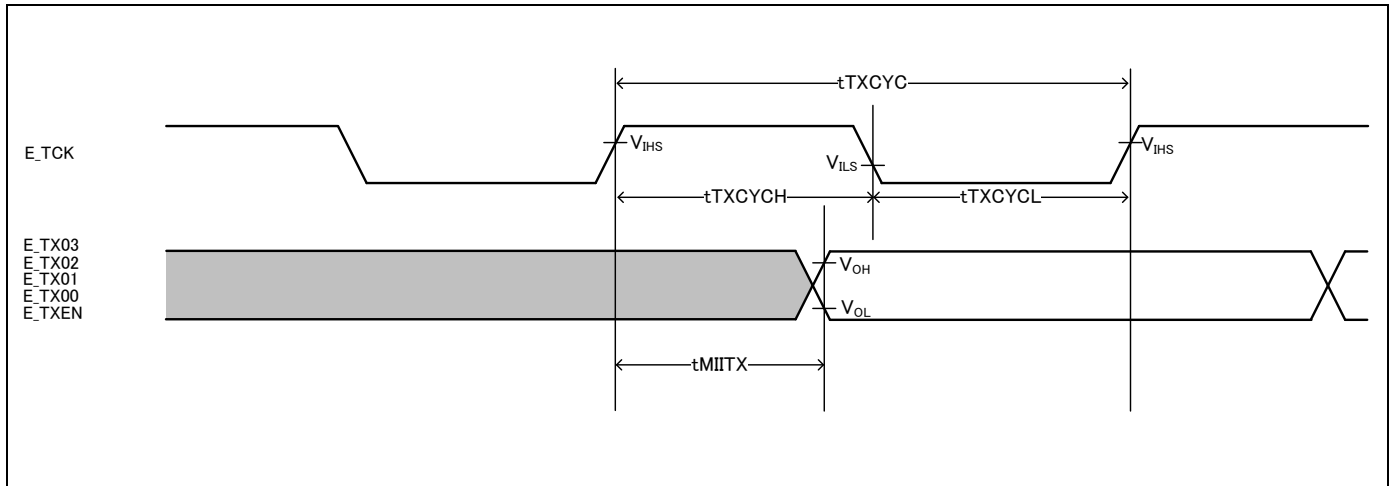 tTXCYC
E_TCK
VIHS
VILS
VIHS
tTXCYCH
tTXCYCL
E_TX03
E_TX02
E_TX01
E_TX00
E_TXEN
VOH
VOL
tMIITX